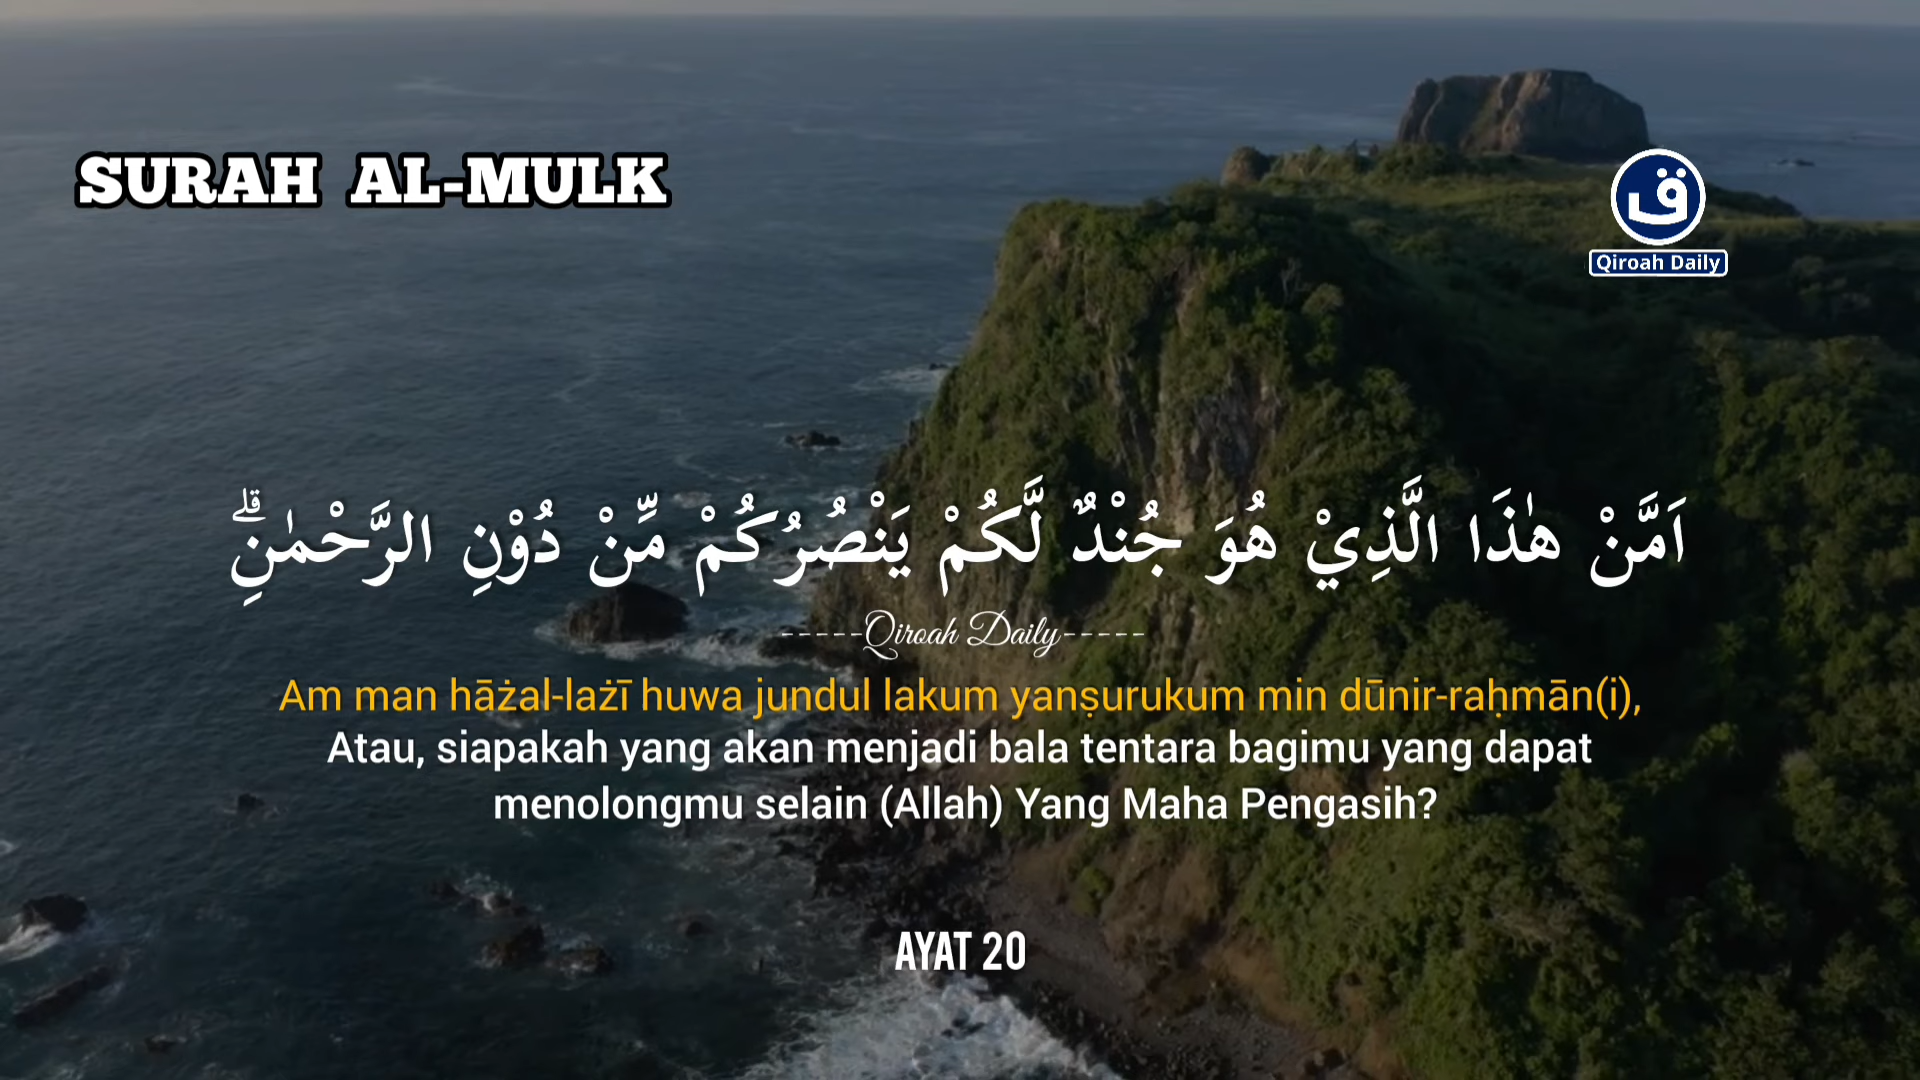 SURAH AL-MULK
ق
Qiroah Daily
اَمَّنْ هٰذَا الَّذِيْ هُوَ جُنْدٌ لَّكُمْ يَنْصُرُكُمْ مِّنْ دُوْنِ الرَّحْمٰنِۗ
-----Qiroah Daily-----
Am man hāżal-lażī huwa jundul lakum yanṣurukum min dūnir-raḥmān(i),
Atau, siapakah yang akan menjadi bala tentara bagimu yang dapat
menolongmu selain (Allah) Yang Maha Pengasih?
AYAT 20